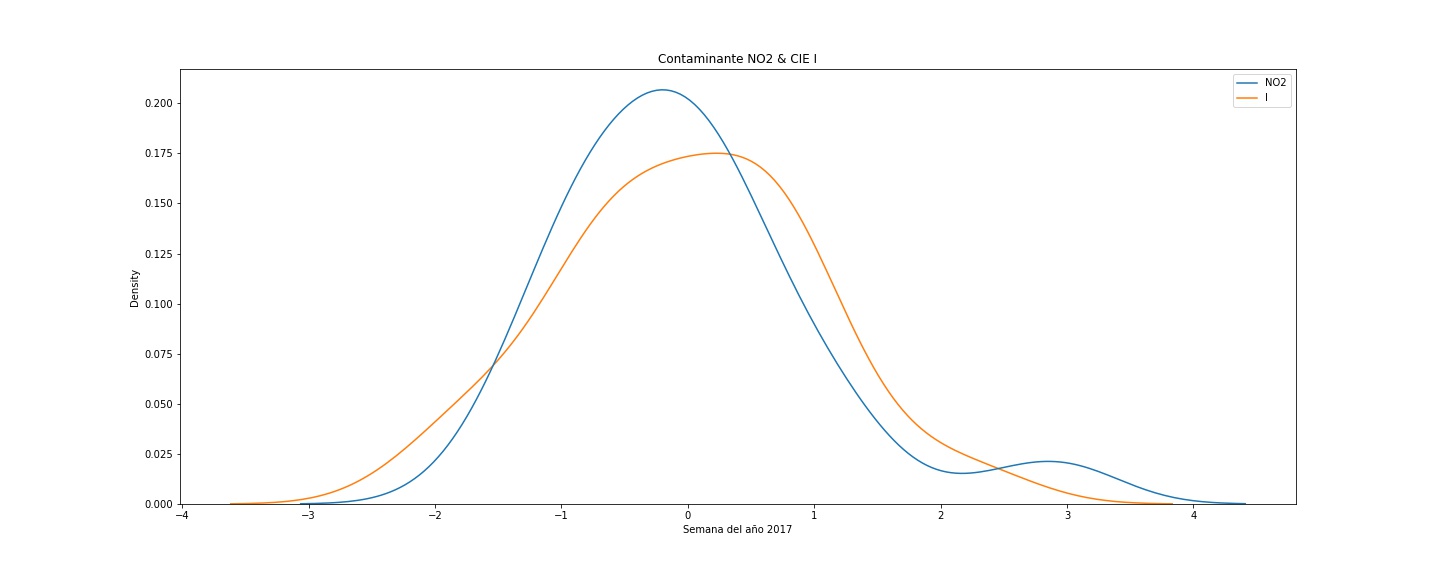 Contaminante NO2 & CIE I
NO2
I
0.200
0.175
0.150
0.125
0.100
0.075
0.050
0.025
0.000
Density
−4 −3 −2 −1 0 1 2 3 4
Semana del año 2017